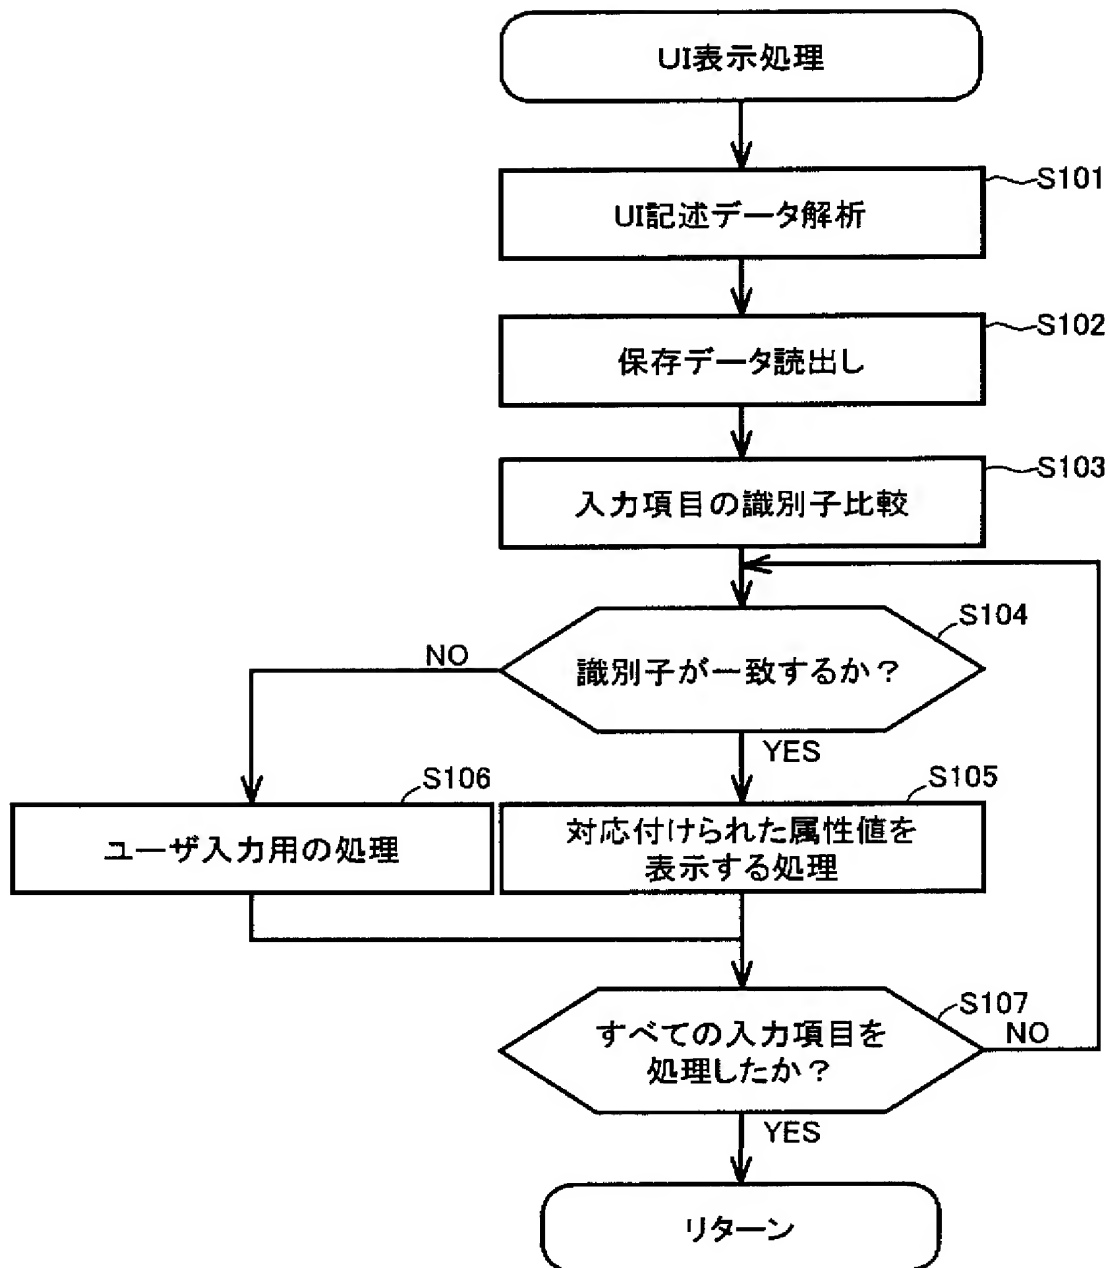 UI表示処理
S101
UI記述データ解析
S102
保存データ読出し
S103
入力項目の識別子比較
S104
NO
識別子が一致するか？
YES
S106
S105
ユーザ入力用の処理
対応付けられた属性値を
表示する処理
S107
すべての入力項目を
処理したか？
NO
YES
リターン